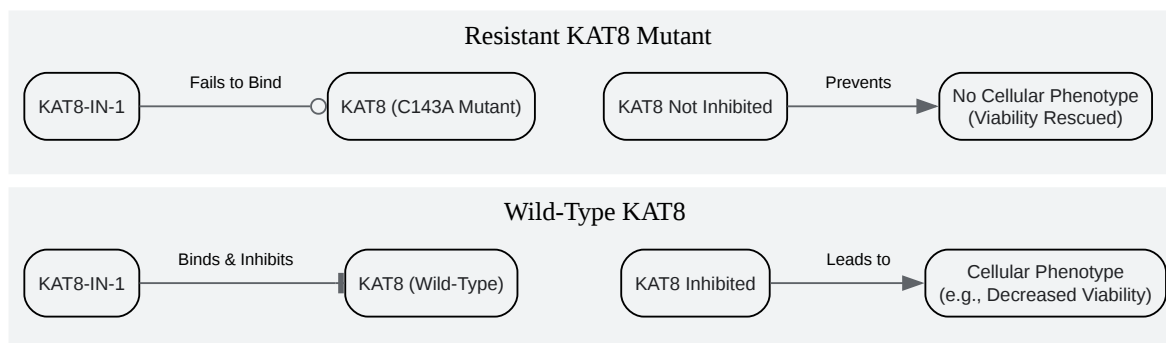 Resistant KAT8 Mutant
KAT8-IN-1
Fails to Bind
KAT8 (C143A Mutant)
KAT8 Not Inhibited
Prevents
No Cellular Phenotype
(Viability Rescued)
Wild-Type KAT8
KAT8-IN-1
Binds & Inhibits
KAT8 (Wild-Type)
KAT8 Inhibited
Leads to
Cellular Phenotype
(e.g., Decreased Viability)